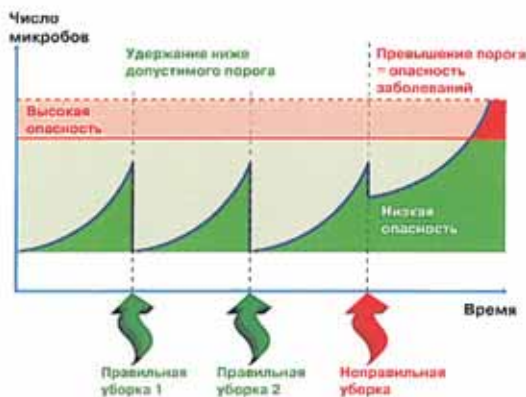 Число
микробов
Удержание ниже
допустимого порога
Превышение порога
= опасность
заболеваний
Высокая
опасность
Низкая
опасность
Время
Правильная
уборка 1
Правильная
уборка 2
Неправильная
уборка